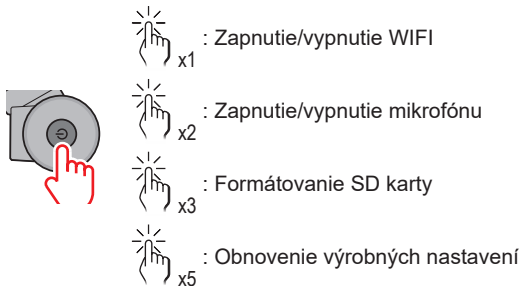 x1 : Zapnutie/vypnutie WIFI
x2 : Zapnutie/vypnutie mikrofónu
x3 : Formátovanie SD karty
x5 : Obnovenie výrobných nastavení